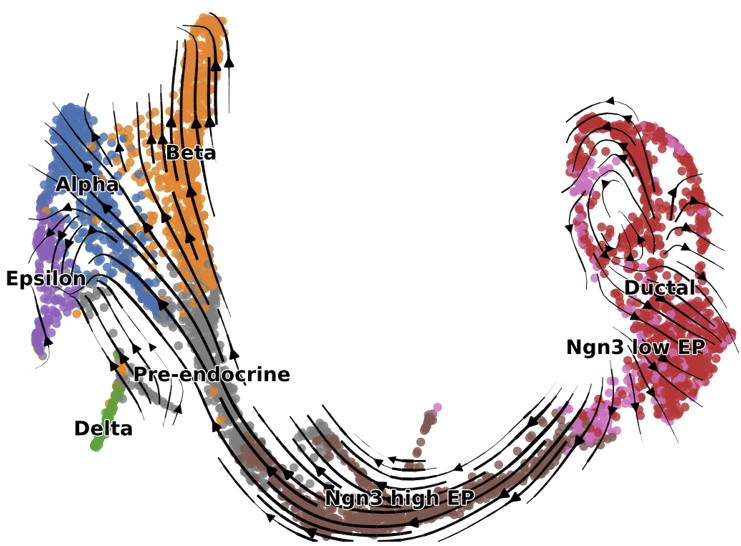 Beta
Alpha
Epsilon
Ductal
Ngn3 low EP
Pre-endocrine
Delta
Ngn3 high EP